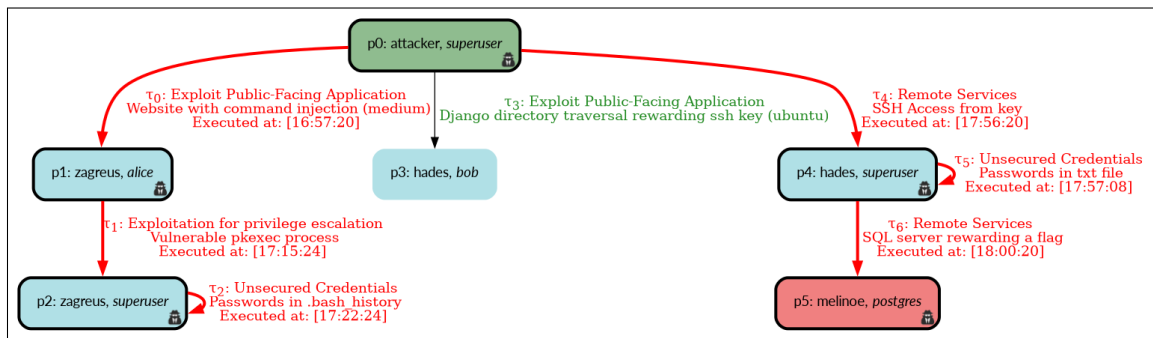 p0: attacker, superuser
τ0: Exploit Public-Facing Application
Website with command injection (medium)
Executed at: [16:57:20]
τ3: Exploit Public-Facing Application
Django directory traversal rewarding ssh key (ubuntu)
τ4: Remote Services
SSH Access from key
Executed at: [17:56:20]
p1: zagreus, alice
p3: hades, bob
p4: hades, superuser
τ5: Unsecured Credentials
Passwords in txt file
Executed at: [17:57:08]
τ1: Exploitation for privilege escalation
Vulnerable pkexec process
Executed at: [17:15:24]
τ6: Remote Services
SQL server rewarding a flag
Executed at: [18:00:20]
p2: zagreus, superuser
τ2: Unsecured Credentials
Passwords in .bash_history
Executed at: [17:22:24]
p5: melinoe, postgres